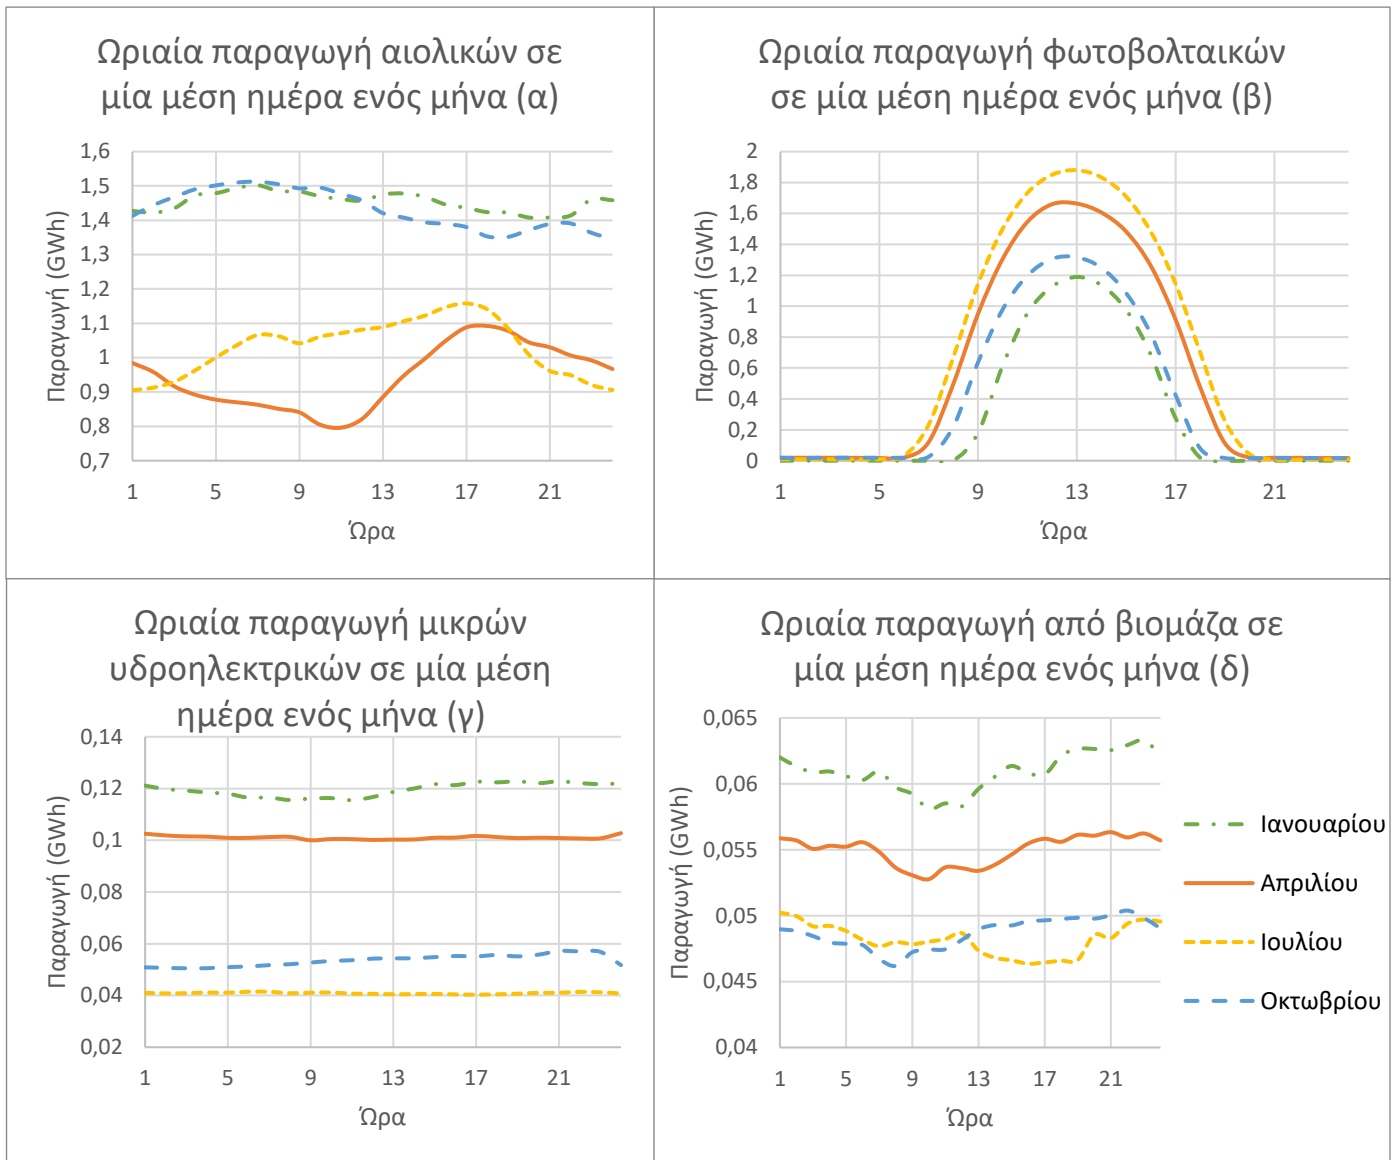 Ωριαία παραγωγή αιολικών σε
μία μέση ημέρα ενός μήνα (α)
Παραγωγή (GWh)
1,6
1,5
1,4
1,3
1,2
1,1
1
0,9
0,8
0,7
1 5 9 13 17 21
Ώρα
Ωριαία παραγωγή φωτοβολταικών
σε μία μέση ημέρα ενός μήνα (β)
Παραγωγή (GWh)
2
1,8
1,6
1,4
1,2
1
0,8
0,6
0,4
0,2
0
1 5 9 13 17 21
Ώρα
Ωριαία παραγωγή μικρών
υδροηλεκτρικών σε μία μέση
ημέρα ενός μήνα (γ)
Παραγωγή (GWh)
0,14
0,12
0,1
0,08
0,06
0,04
0,02
1 5 9 13 17 21
Ώρα
Ωριαία παραγωγή από βιομάζα σε
μία μέση ημέρα ενός μήνα (δ)
Παραγωγή (GWh)
0,065
0,06
0,055
0,05
0,045
0,04
1 5 9 13 17 21
Ώρα
Ιανουαρίου
Απριλίου
Ιουλίου
Οκτωβρίου